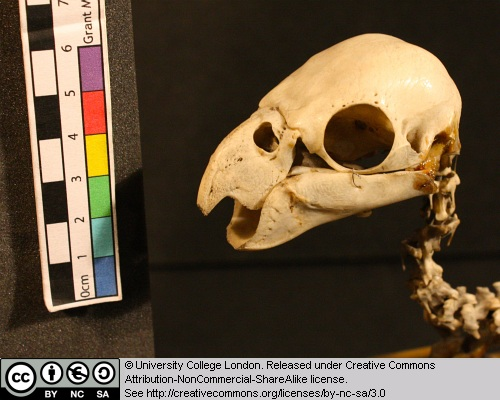 Grant M
6
5
4
3
2
1
0cm
© University College London. Released under Creative Commons
Attribution-NonCommercial-ShareAlike license.
See http://creativecommons.org/licenses/by-nc-sa/3.0
cc
BY NC SA